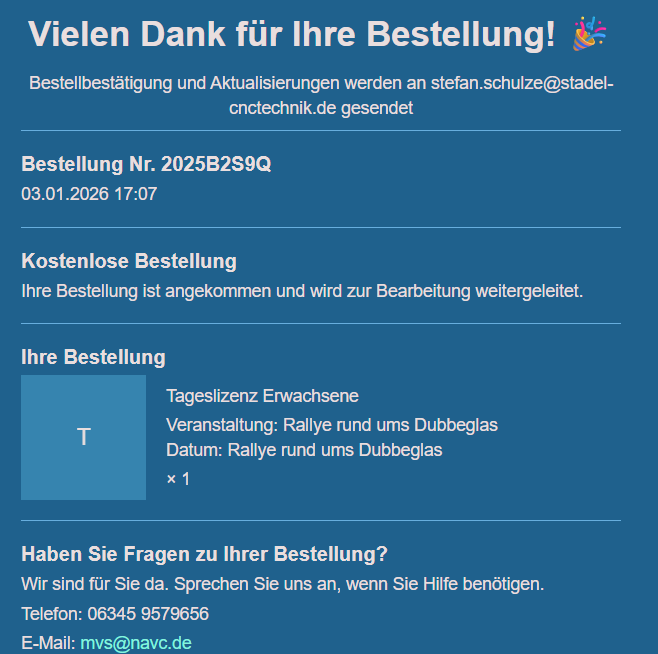 Vielen Dank für Ihre Bestellung! 🎉
Bestellbestätigung und Aktualisierungen werden an stefan.schulze@stadel-
cnctechnik.de gesendet
Bestellung Nr. 2025B2S9Q
03.01.2026 17:07
Kostenlose Bestellung
Ihre Bestellung ist angekommen und wird zur Bearbeitung weitergeleitet.
Ihre Bestellung
T
Tageslizenz Erwachsene
Veranstaltung: Rallye rund ums Dubbeglas
Datum: Rallye rund ums Dubbeglas
× 1
Haben Sie Fragen zu Ihrer Bestellung?
Wir sind für Sie da. Sprechen Sie uns an, wenn Sie Hilfe benötigen.
Telefon: 06345 9579656
E-Mail: mvs@navc.de